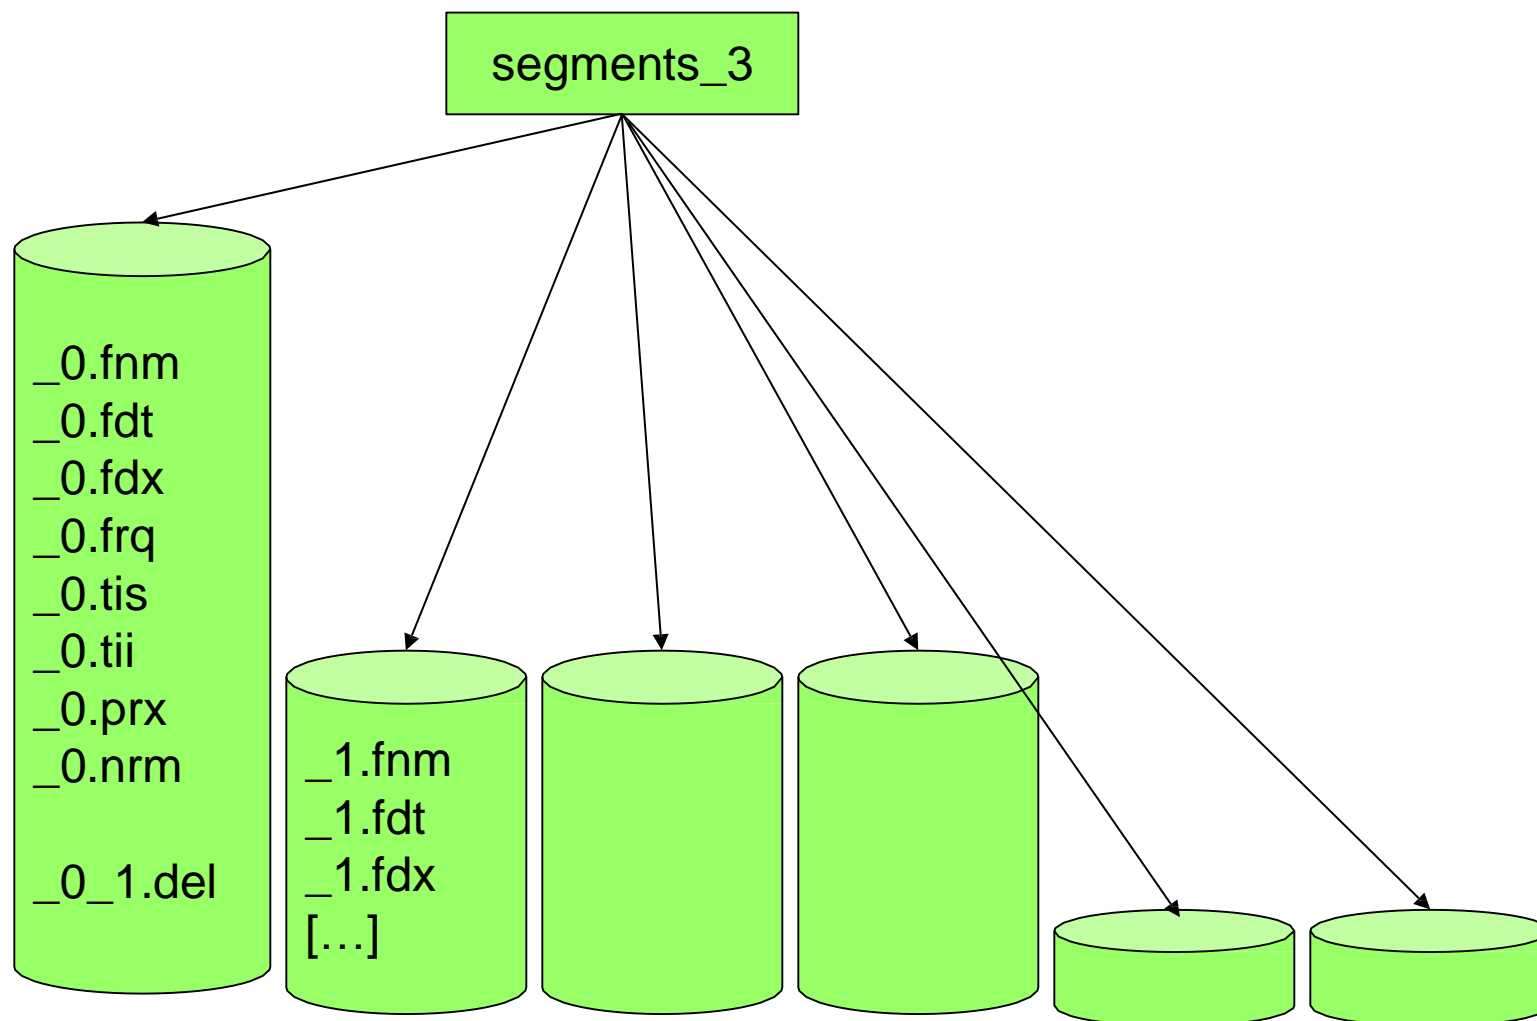 segments_3
_0.fnm
_0.fdt
_0.fdx
_0.frq
_0.tis
_0.tii
_0.prx
_0.nrm
_0_1.del
_1.fnm
_1.fdt
_1.fdx
[…]